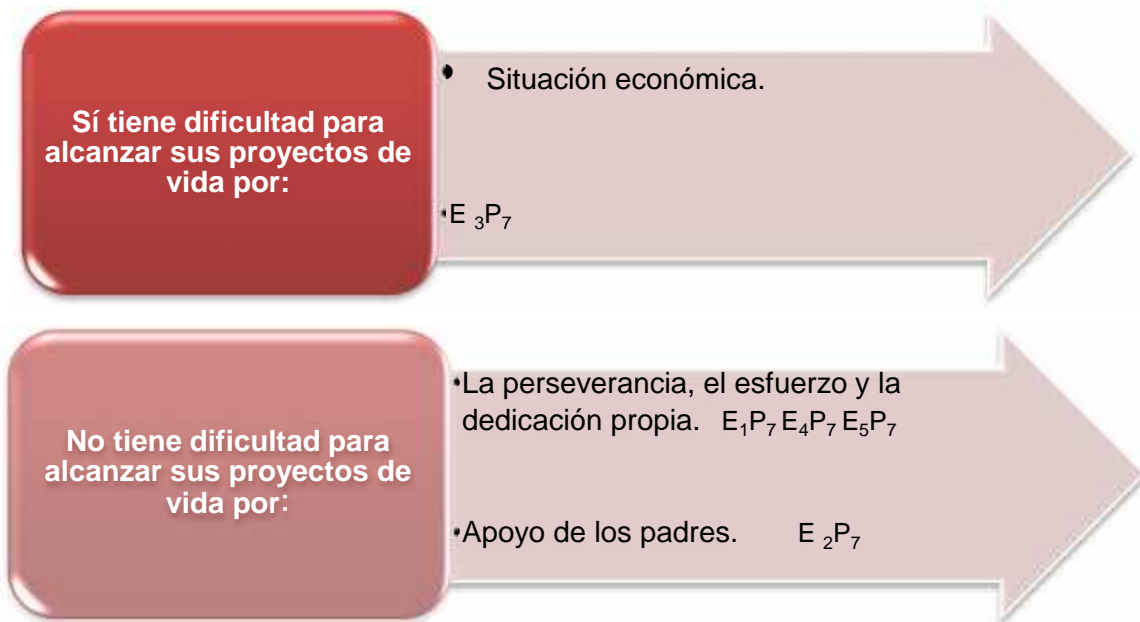 Sí tiene dificultad para
alcanzar sus proyectos de
vida por:
• Situación económica.
• E ₃P₇
No tiene dificultad para
alcanzar sus proyectos de
vida por:
• La perseverancia, el esfuerzo y la
dedicación propia. E₁P₇ E₄P₇ E₅P₇
• Apoyo de los padres. E ₂P₇